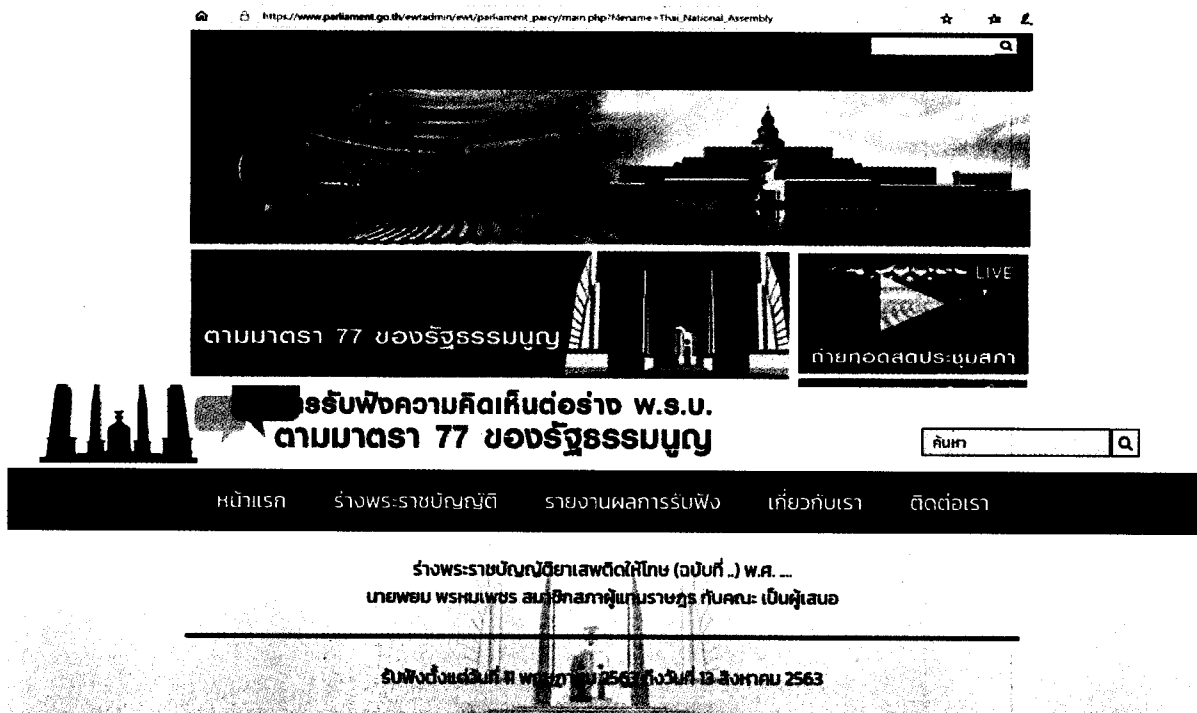 https://www.parliament.go.th/ewtadmin/ewt/parliament_parcy/main.php?filename=Thai_National_Assembly
ตามมาตรา 77 ของรัฐธรรมนูญ
LIVE
ถ่ายทอดสดประชุมสภา
รรับฟังความคิดเห็นต่อร่าง พ.ร.บ.
ตามมาตรา 77 ของรัฐธรรมนูญ
ค้นหา
หน้าแรก ร่างพระราชบัญญัติ รายงานผลการรับฟัง เกี่ยวกับเรา ติดต่อเรา
ร่างพระราชบัญญัติยาเสพติดให้โทษ (ฉบับที่ ..) พ.ศ. ....
นายพยม พรหมเพชร สมาชิกสภาผู้แทนราษฎร กับคณะ เป็นผู้เสนอ
รับฟังตั้งแต่วันที่ 11 พฤษภาคม 2563 ถึงวันที่ 13 สิงหาคม 2563